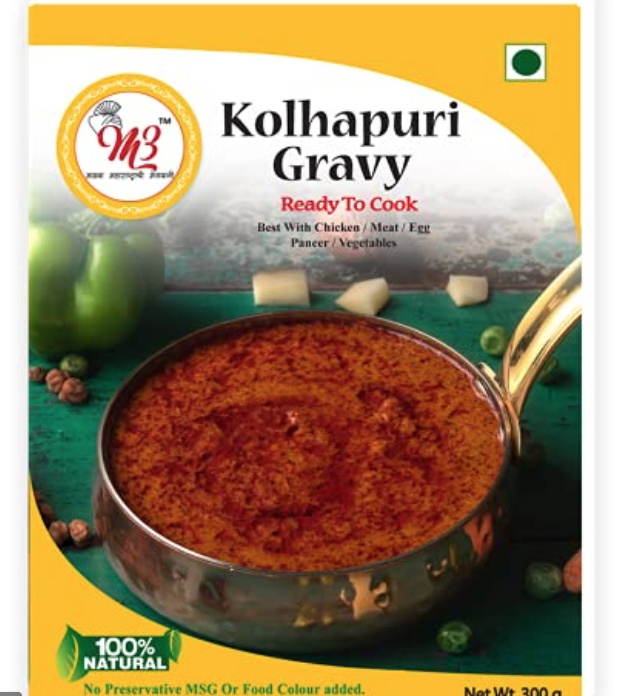 Kolhapuri
Gravy
M3 TM
Ready To Cook
Best With Chicken / Meat / Egg
Paneer / Vegetables
100%
NATURAL
No Preservative MSG Or Food Colour added.
Net Wt. 300 g